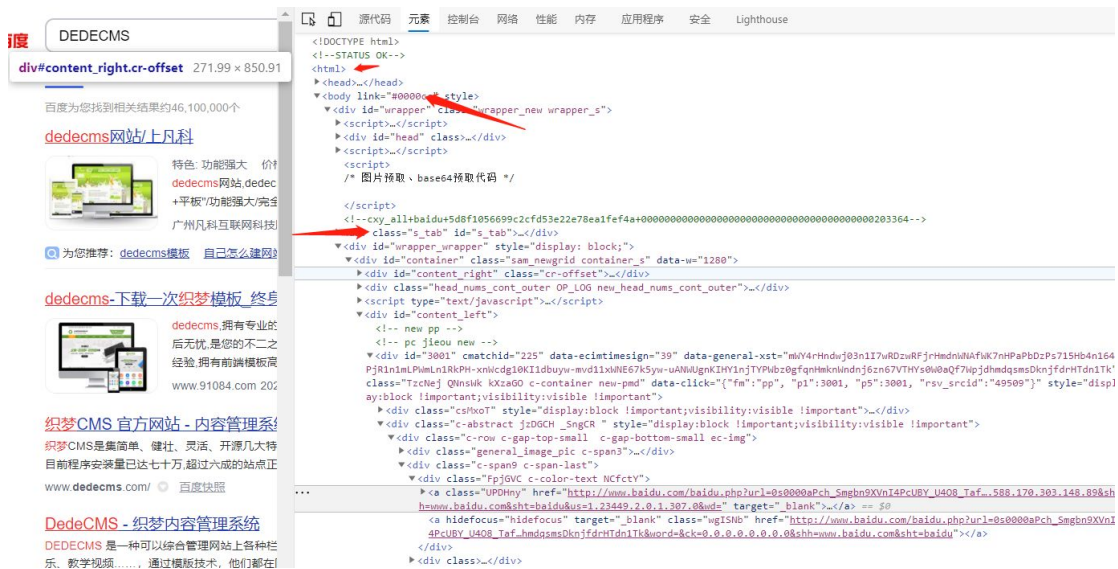 百度
DEDECMS
div#content_right.cr-offset 271.99 × 850.91
百度为您找到相关结果约46,100,000个
dedecms网站/上凡科
特色: 功能强大
dedecms网站,dedec
+平板"/功能强大/完全
广州凡科互联网科技
为您推荐: dedecms模板 自己怎么建网
dedecms-下载一次织梦模板_终身
dedecms,拥有专业的
后无忧,是您的不二之
经验,拥有前端模板高
www.91084.com 202
织梦CMS 官方网站 - 内容管理系
织梦CMS是集简单、健壮、灵活、开源几大特
目前程序安装量已达七十万,超过六成的站点正
www.dedecms.com/ 百度快照
DedeCMS - 织梦内容管理系统
DEDECMS 是一种可以综合管理网站上各种栏
乐、教学视频……，通过模版技术，他们都在
源代码 元素 控制台 网络 性能 内存 应用程序 安全 Lighthouse
<!DOCTYPE html>
<!--STATUS OK-->
<html>
<head>…</head>
<body link="#0000 style>
<div id="wrapper" class="wrapper_new wrapper_s">
<script>…</script>
<div id="head" class>…</div>
<script>…</script>
<script>
/* 图片预取、base64预取代码 */
</script>
<!--cxy_all+baidu+5d8f1056699c2cfd53e22e78ea1fef4a+00000000000000000000000000000000000000000203364-->
class="s_tab" id="s_tab">…</div>
<div id="wrapper_wrapper" style="display: block;">
<div id="container" class="sam_newgrid container_s" data-w="1280">
<div id="content_right" class="cr-offset">…</div>
<div class="head_nums_cont_outer OP_LOG new_head_nums_cont_outer">…</div>
<script type="text/javascript">…</script>
<div id="content_left">
<!-- new pp -->
<!-- pc jieou new -->
<div id="3001" cmatchid="225" data-ecimtimesign="39" data-general-xst=
class="TzcNej QNnsWk kXzaGO c-container new-pmd" data-click="{"fm":"pp", "p1":3001, "p5":3001, "rsv_srcid":"49509"}" style="displ
ay:block !important;visibility:visible !important">
<div class="csMxoT" style="display:block !important;visibility:visible !important">…</div>
<div class="c-abstract jzDGCH _SngCR " style="display:block !important;visibility:visible !important">
<div class="c-row c-gap-top-small c-gap-bottom-small ec-img">
<div class="general_image_pic c-span3">…</div>
<div class="c-span9 c-span-last">
<div class="FpjGVC c-color-text NCfctY">
<a class="UPDHny" href="http://www.baidu.com/baidu.php?url=0s0000aPch_Smgbn9XVnI4PcUBY_U4O8_Taf….588.170.303.148.89&sh
h=www.baidu.com&sht=baidu&us=1.23449.2.0.1.307.0&wd=" target="_blank">…</a> == $0
<a hidefocus="hidefocus" target="_blank" class="wgISNb" href="http://www.baidu.com/baidu.php?url=0s0000aPch_Smgbn9XVn
4PcUBY_U4O8_Taf…hmdqsmsDknjfdrHTdn1Tk&word=&ck=0.0.0.0.0.0.0.0&shh=www.baidu.com&sht=baidu"></a>
</div>
<div class>…</div>